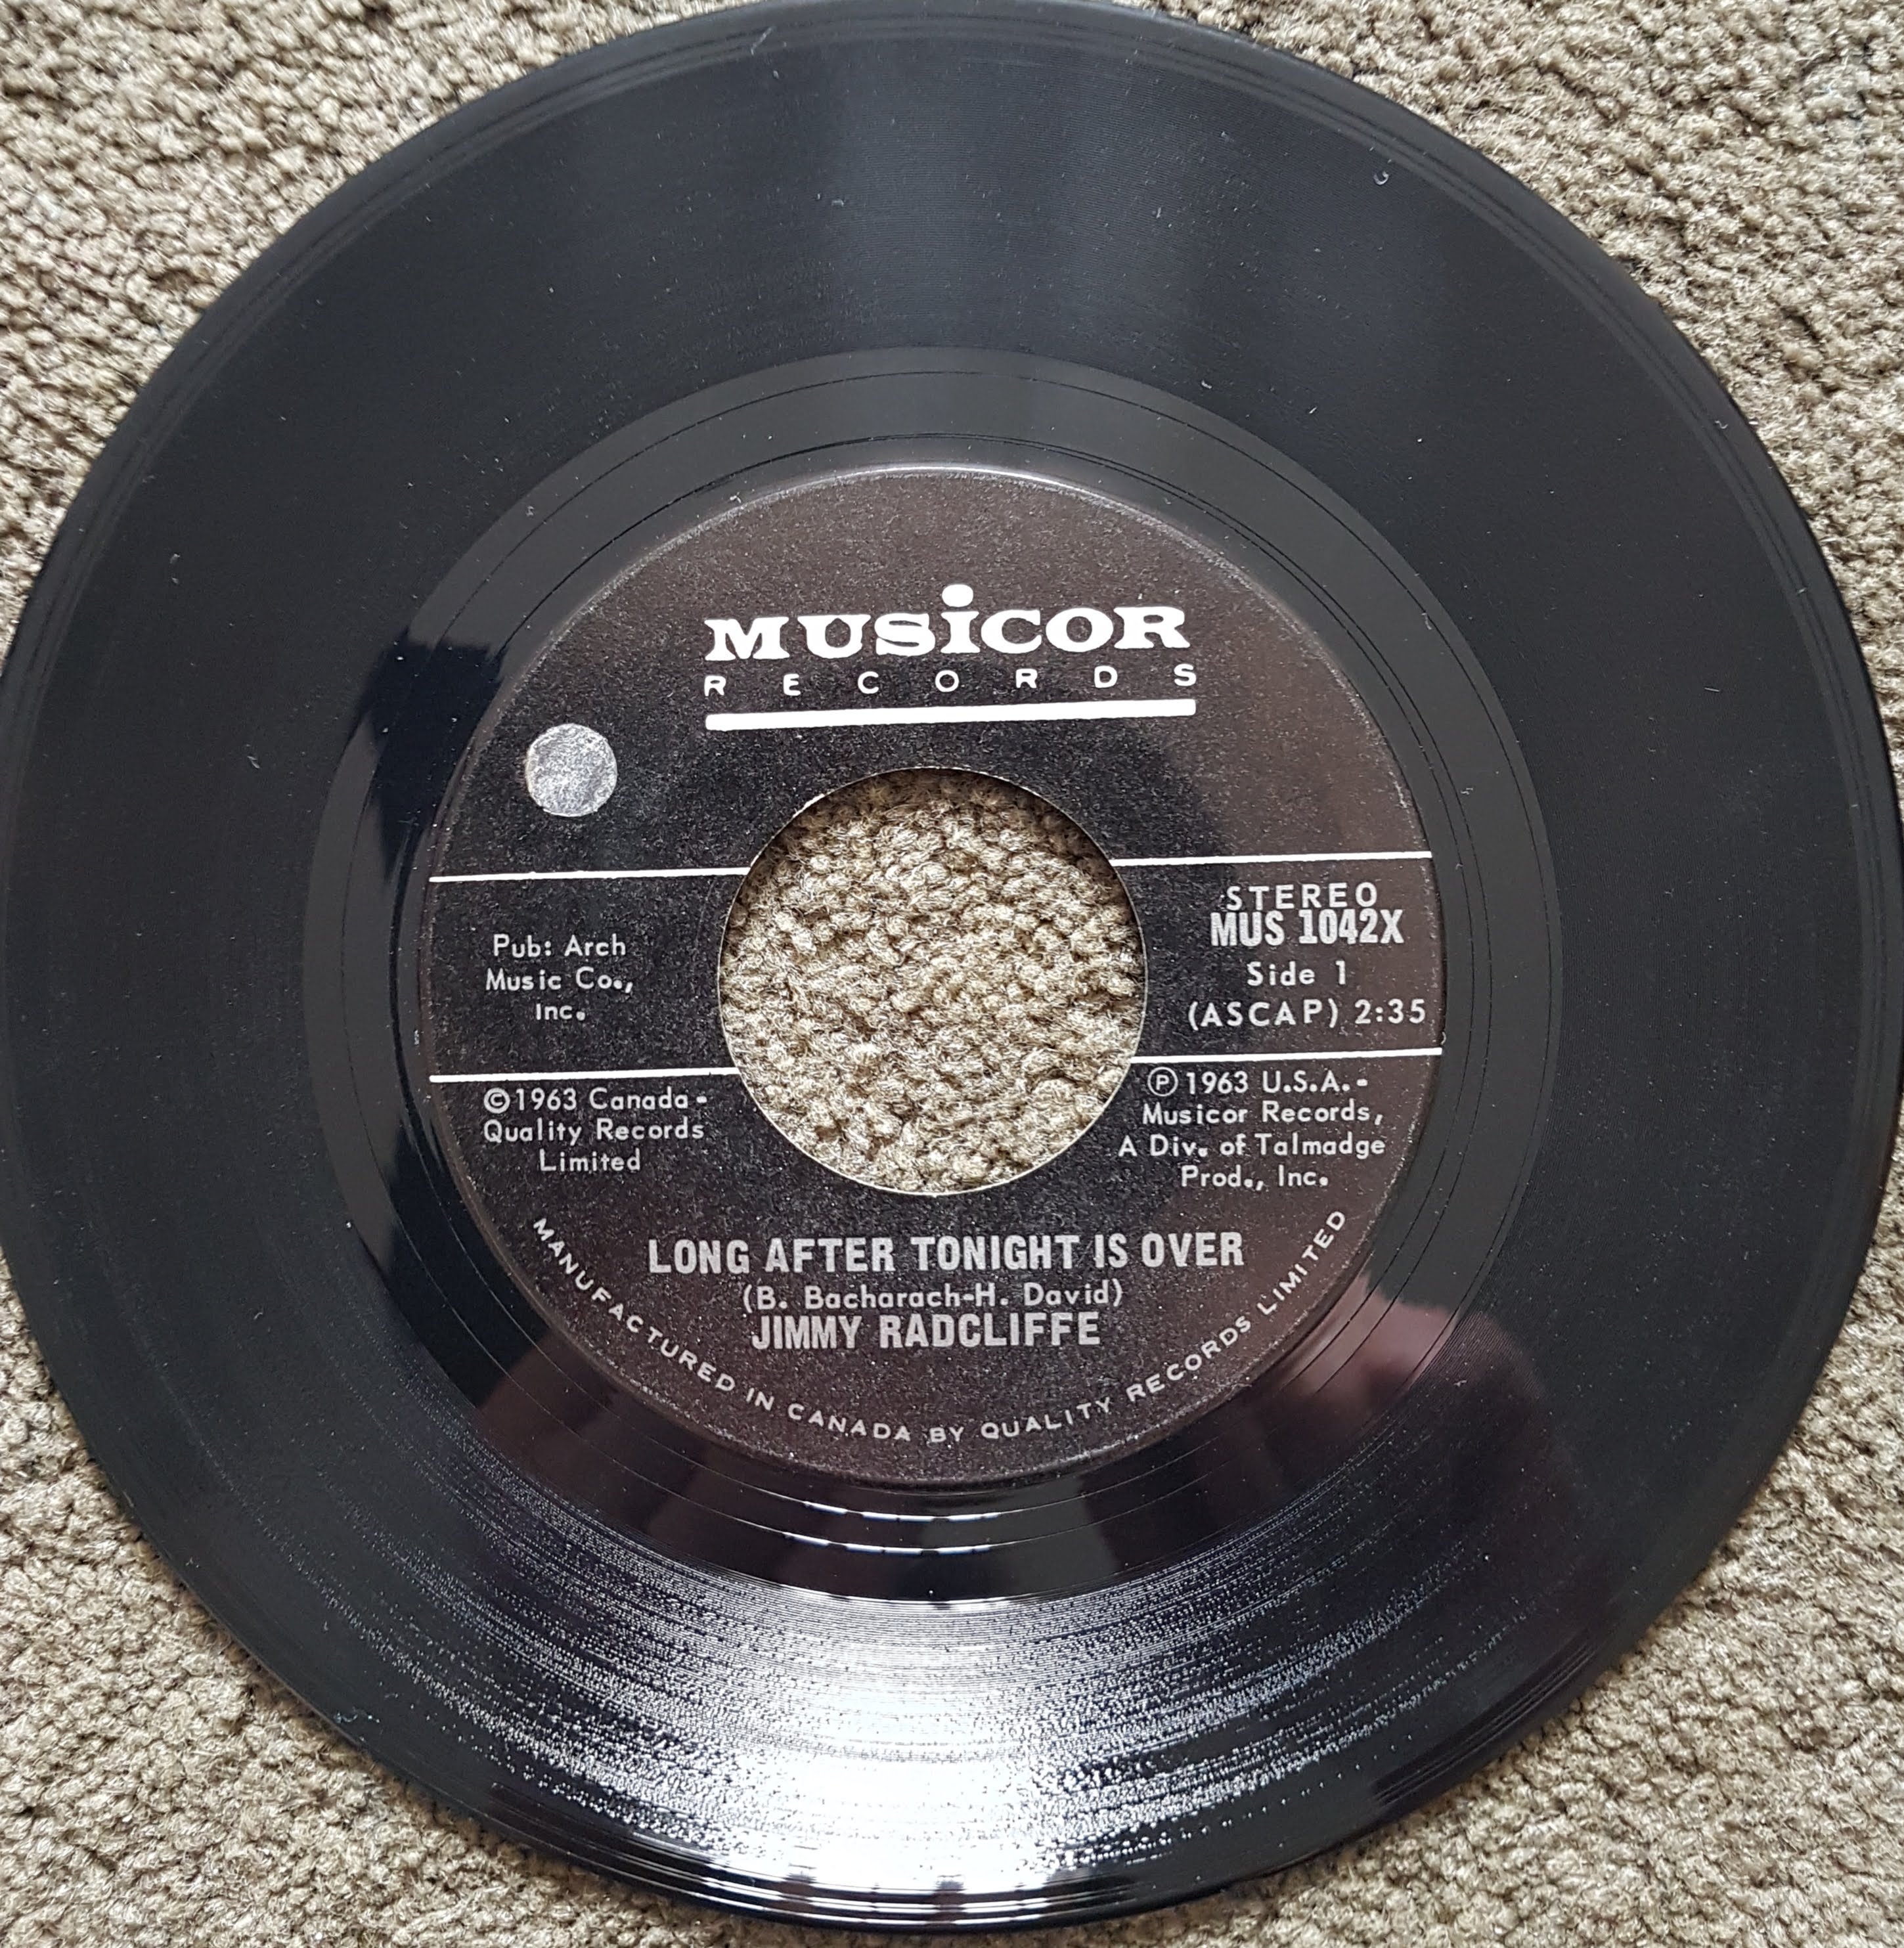 MUSiCOR
RECORDS
Pub: Arch
Music Co.,
Inc.
STEREO
MUS 1042X
Side 1
(ASCAP) 2:35
©1963 Canada-
Quality Records
Limited
℗1963 U.S.A.-
Musicor Records,
A Div. of Talmadge
Prod., Inc.
LONG AFTER TONIGHT IS OVER
(B. Bacharach-H. David)
JIMMY RADCLIFFE
MANUFACTURED IN CANADA BY QUALITY RECORDS LIMITED